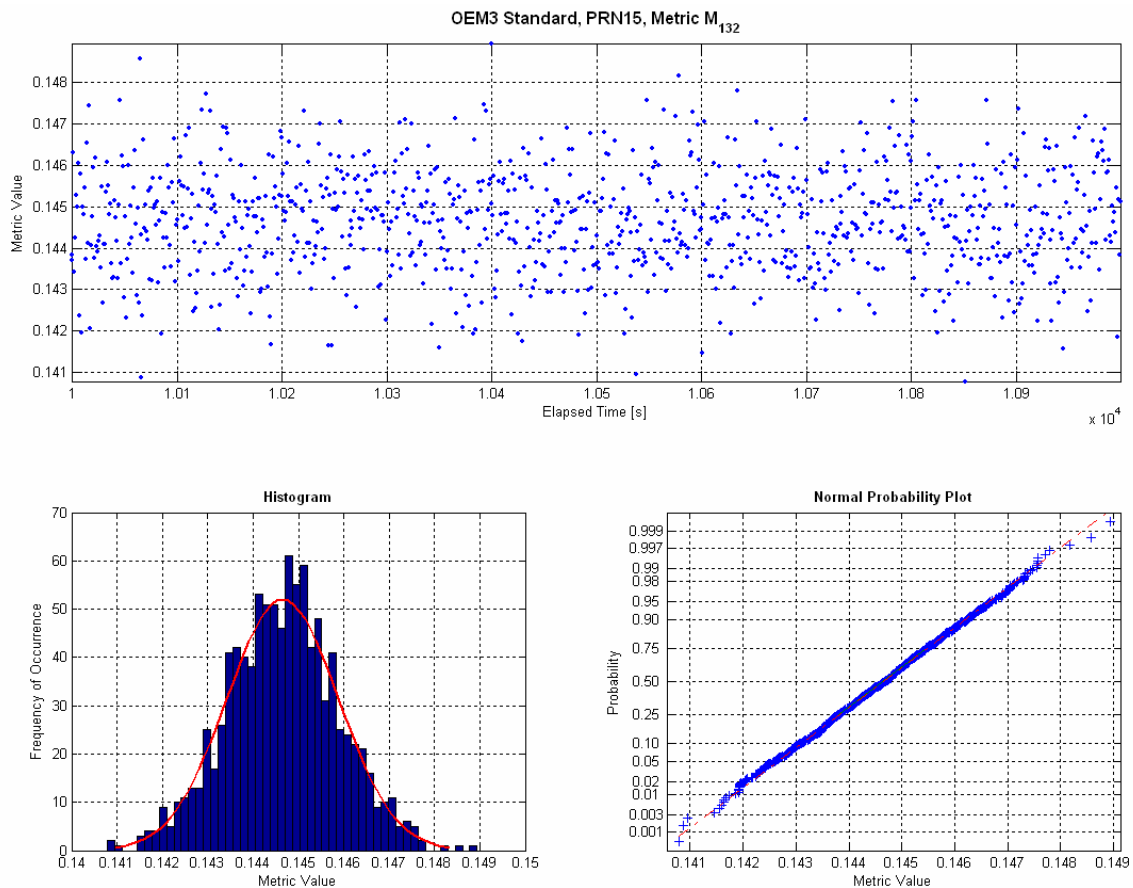 OEM3 Standard, PRN15, Metric M132
0.148
0.147
0.146
0.145
0.144
0.143
0.142
0.141
Metric Value
1 1.01 1.02 1.03 1.04 1.05 1.06 1.07 1.08 1.09
Elapsed Time [s]
x 10^4
Histogram
70
60
50
40
30
20
10
0
Frequency of Occurrence
0.14 0.141 0.142 0.143 0.144 0.145 0.146 0.147 0.148 0.149 0.15
Metric Value
Normal Probability Plot
0.999
0.997
0.99
0.98
0.95
0.90
0.75
0.50
0.25
0.10
0.05
0.02
0.01
0.003
0.001
Probability
0.141 0.142 0.143 0.144 0.145 0.146 0.147 0.148 0.149
Metric Value